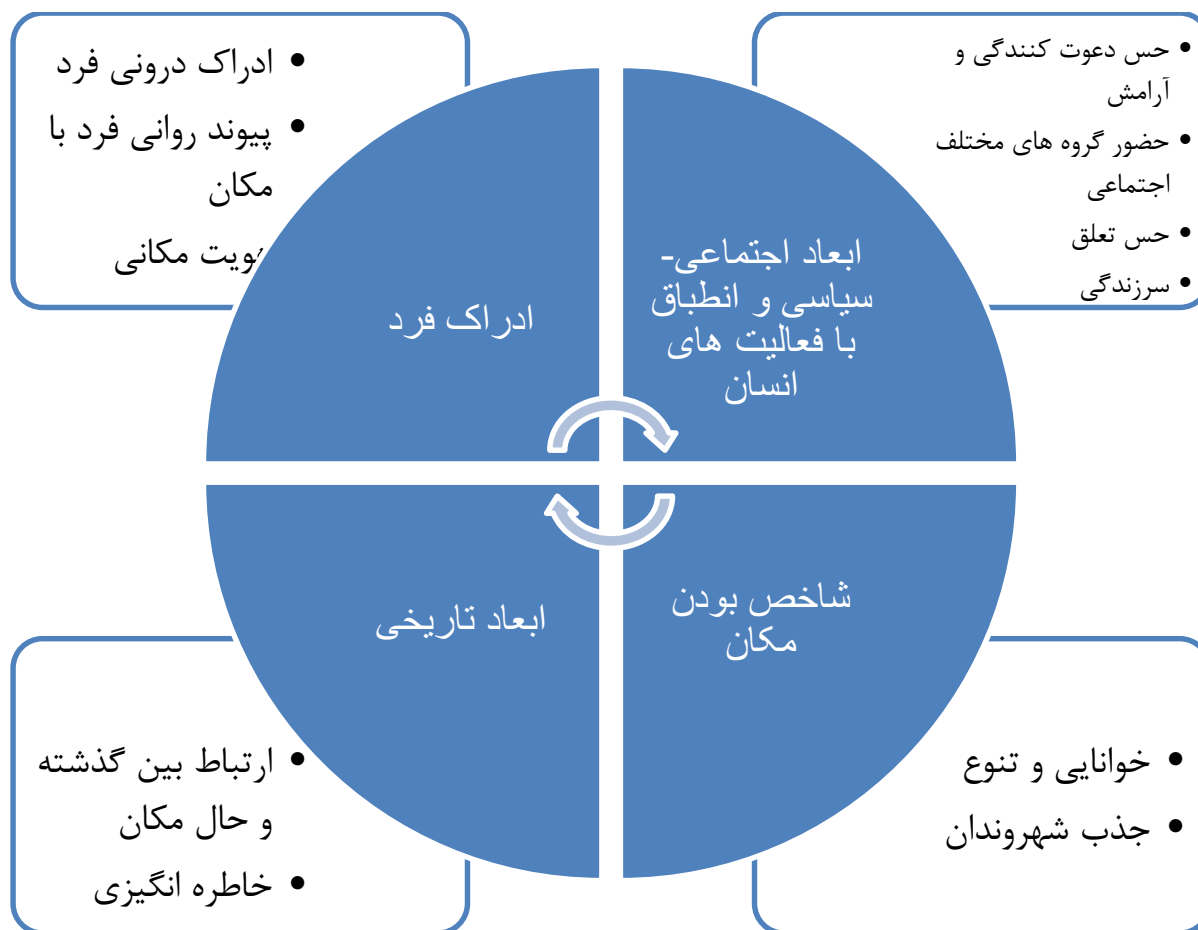 حس دعوت کنندگی و
آرامش
حضور گروه های مختلف
اجتماعی
حس تعلق
سرزندگی
ابعاد اجتماعی-
سیاسی و انطباق
با فعالیت های
انسان
ادراک درونی فرد
پیوند روانی فرد با
مکان
هویت مکانی
ادراک فرد
شاخص بودن
مکان
خوانایی و تنوع
جذب شهروندان
ابعاد تاریخی
ارتباط بین گذشته
و حال مکان
خاطره انگیزی